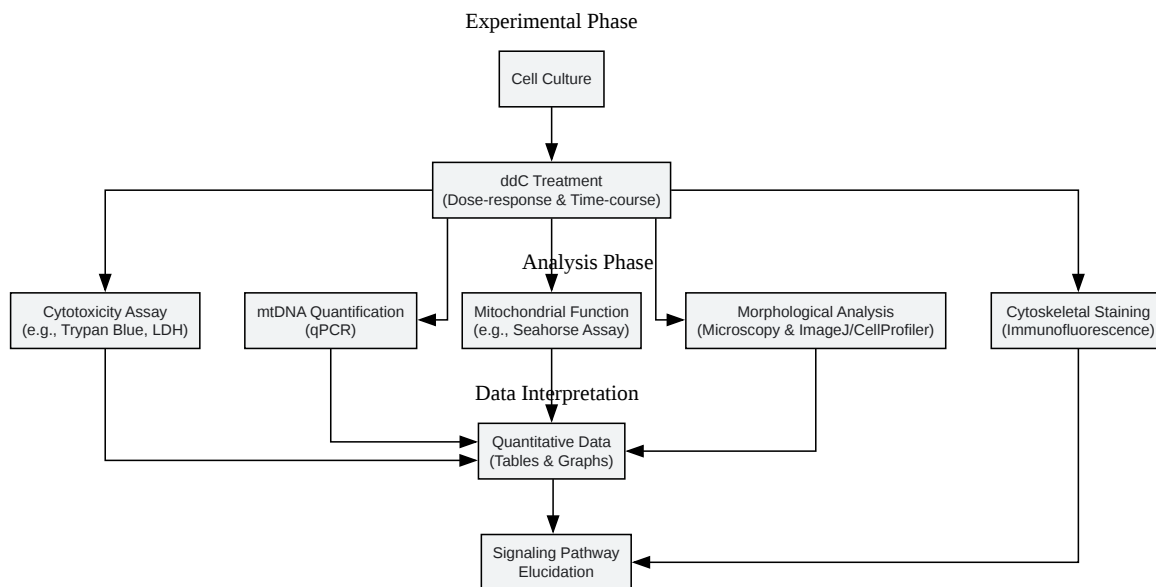 Experimental Phase
Cell Culture
ddC Treatment
(Dose-response & Time-course)
Analysis Phase
Cytotoxicity Assay
(e.g., Trypan Blue, LDH)
mtDNA Quantification
(qPCR)
Mitochondrial Function
(e.g., Seahorse Assay)
Morphological Analysis
(Microscopy & ImageJ/CellProfiler)
Cytoskeletal Staining
(Immunofluorescence)
Data Interpretation
Quantitative Data
(Tables & Graphs)
Signaling Pathway
Elucidation